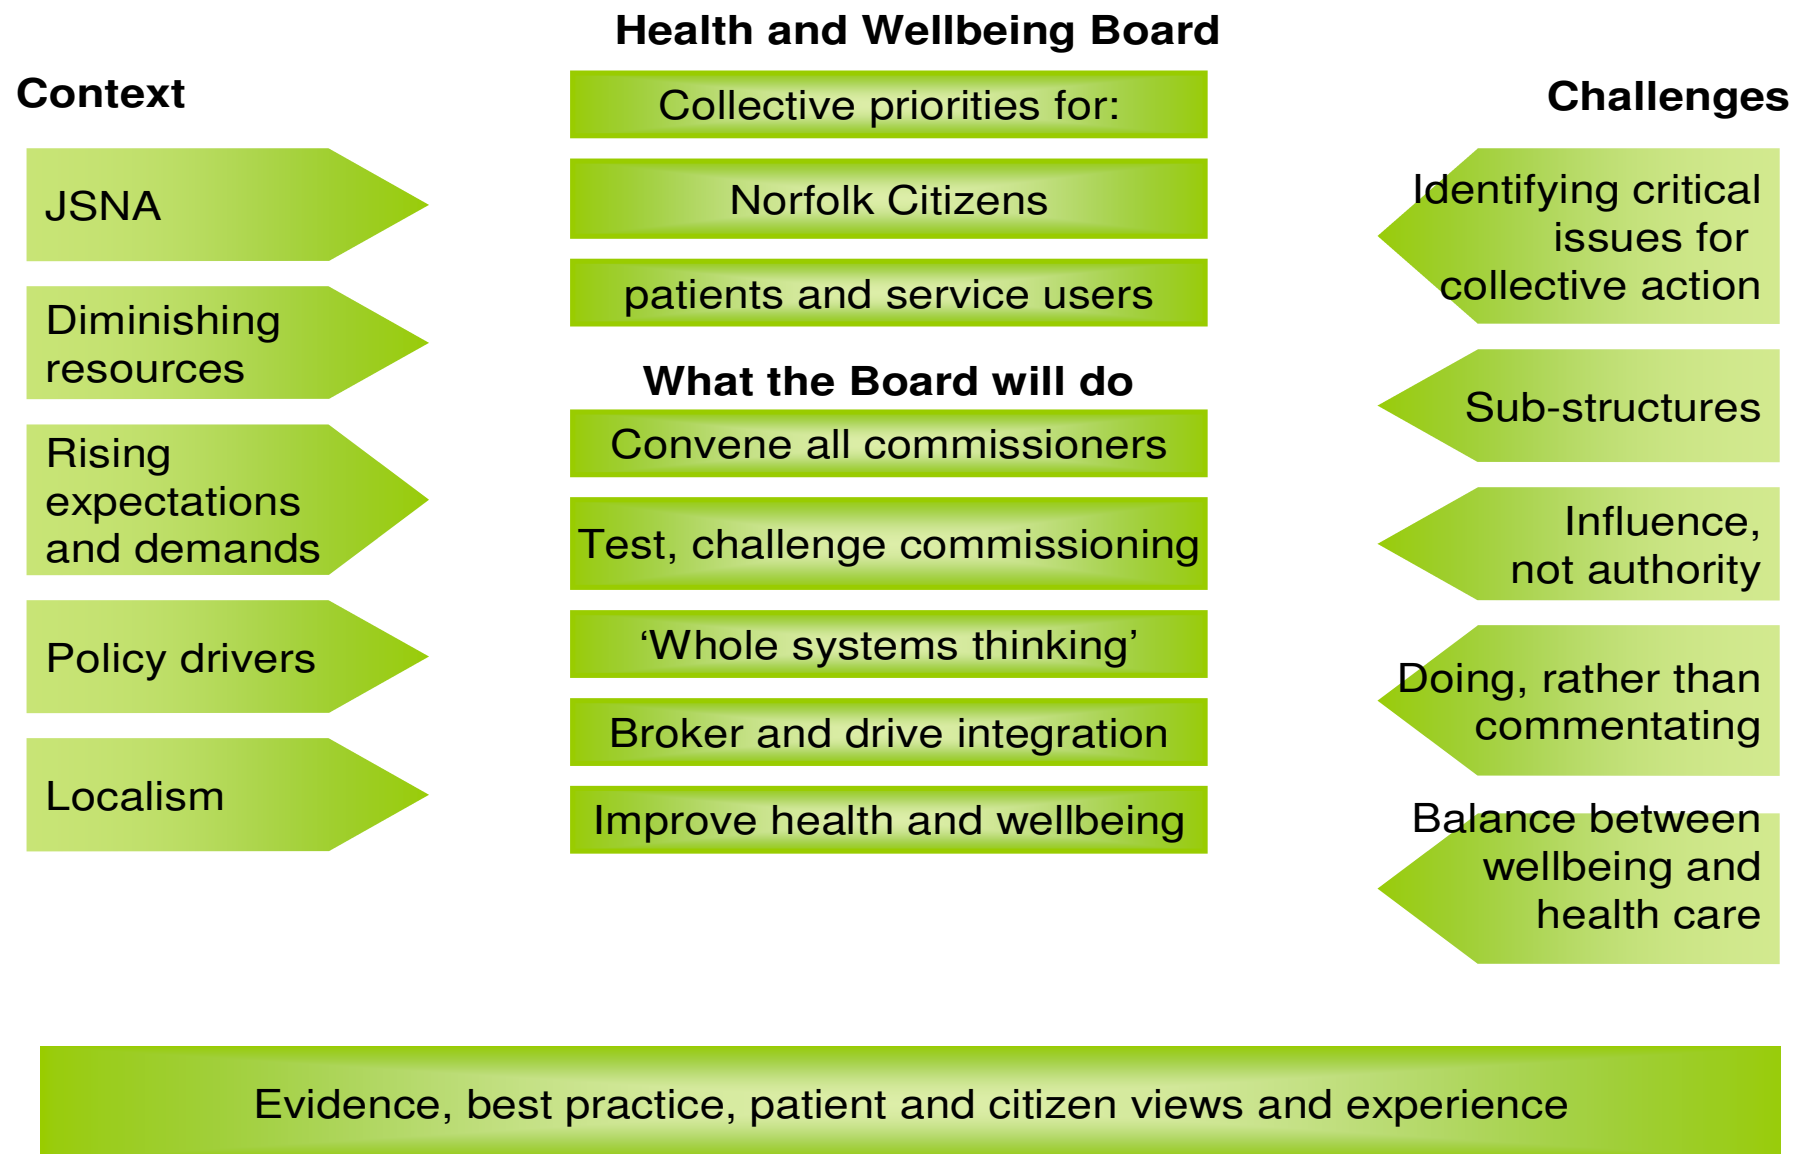 Health and Wellbeing Board
Context
JSNA
Diminishing
resources
Rising
expectations
and demands
Policy drivers
Localism
Collective priorities for:
Norfolk Citizens
patients and service users
What the Board will do
Convene all commissioners
Test, challenge commissioning
‘Whole systems thinking’
Broker and drive integration
Improve health and wellbeing
Challenges
Identifying critical
issues for
collective action
Sub-structures
Influence,
not authority
Doing, rather than
commentating
Balance between
wellbeing and
health care
Evidence, best practice, patient and citizen views and experience